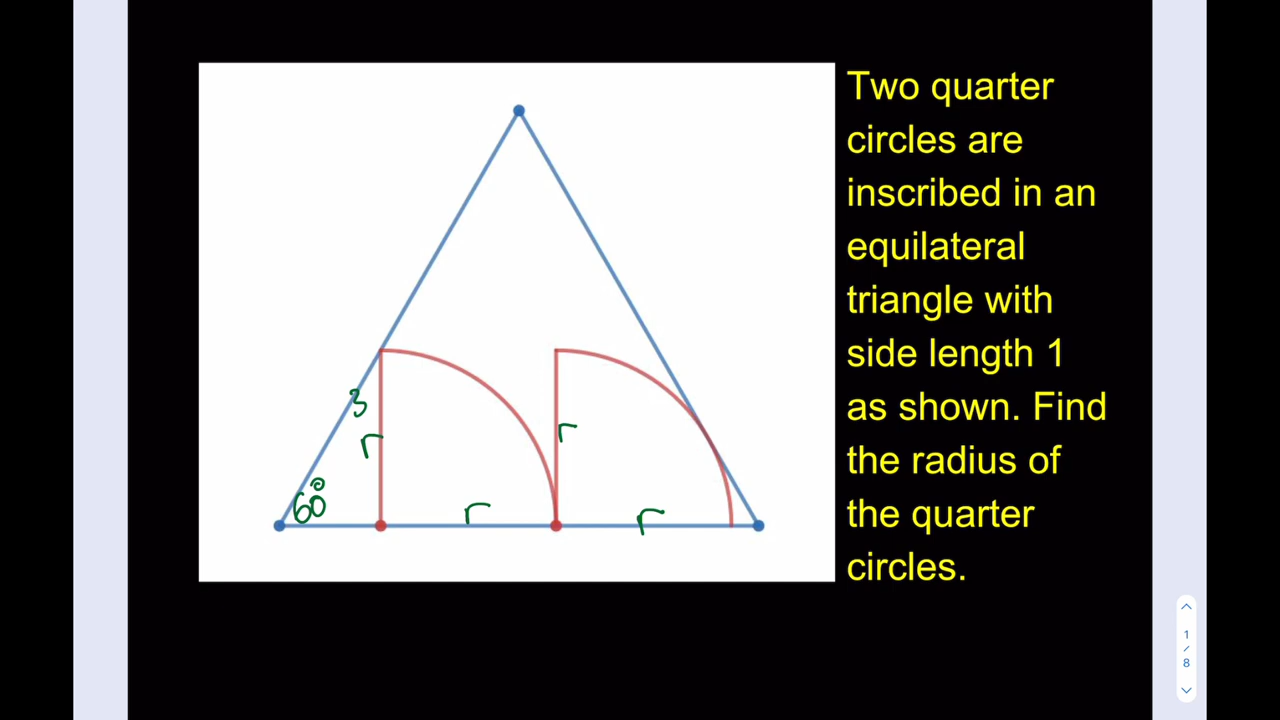 Two quarter
circles are
inscribed in an
equilateral
triangle with
side length 1
as shown. Find
the radius of
the quarter
circles.
3
r
r
60°
r
r
1
/
8